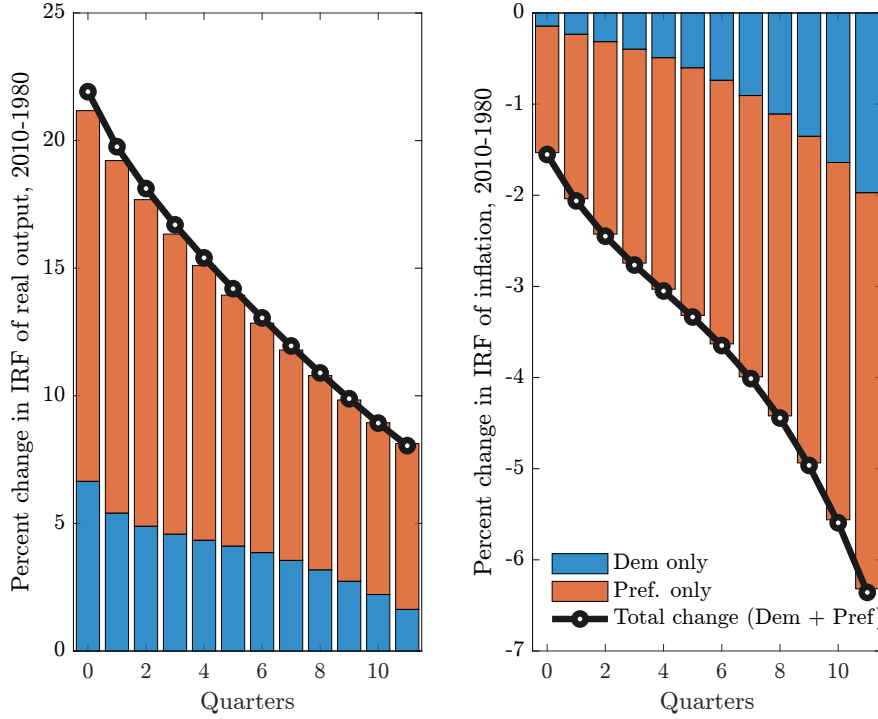 Percent change in IRF of real output, 2010-1980
25
20
15
10
5
0
0 2 4 6 8 10
Quarters
Percent change in IRF of inflation, 2010-1980
0
-1
-2
-3
-4
-5
-6
-7
Dem only
Pref. only
Total change (Dem + Pref)
0 2 4 6 8 10
Quarters